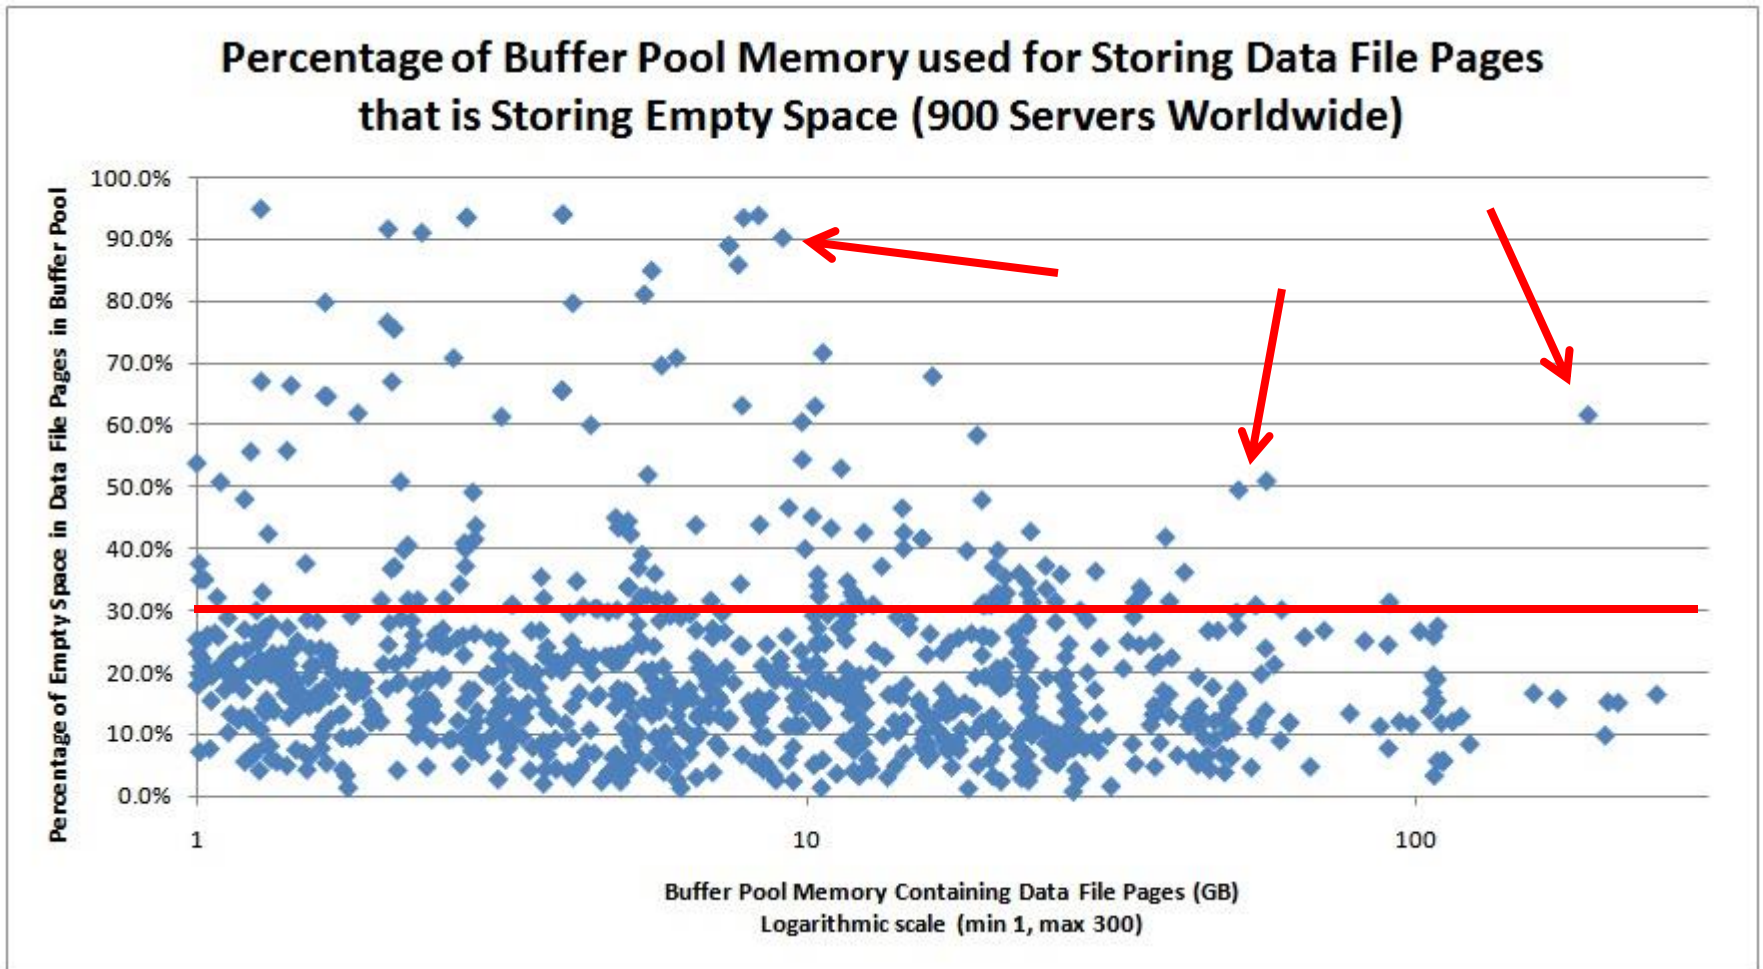 Percentage of Buffer Pool Memory used for Storing Data File Pages
that is Storing Empty Space (900 Servers Worldwide)
Percentage of Empty Space in Data File Pages in Buffer Pool
100.0%
90.0%
80.0%
70.0%
60.0%
50.0%
40.0%
30.0%
20.0%
10.0%
0.0%
1 10 100
Buffer Pool Memory Containing Data File Pages (GB)
Logarithmic scale (min 1, max 300)